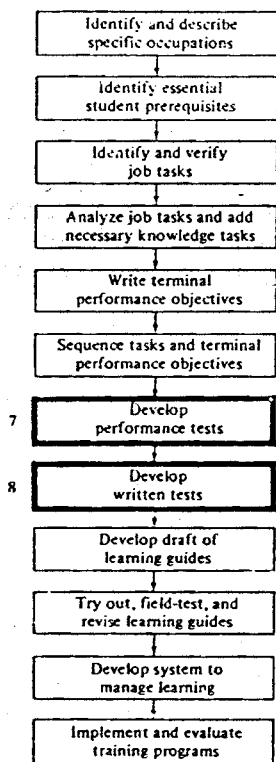 Identify and describe
specific occupations
Identify essential
student prerequisites
Identify and verify
job tasks
Analyze job tasks and add
necessary knowledge tasks
Write terminal
performance objectives
Sequence tasks and terminal
performance objectives
7
Develop
performance tests
8
Develop
written tests
Develop draft of
learning guides
Try out, field-test, and
revise learning guides
Develop system to
manage learning
Implement and evaluate
training programs